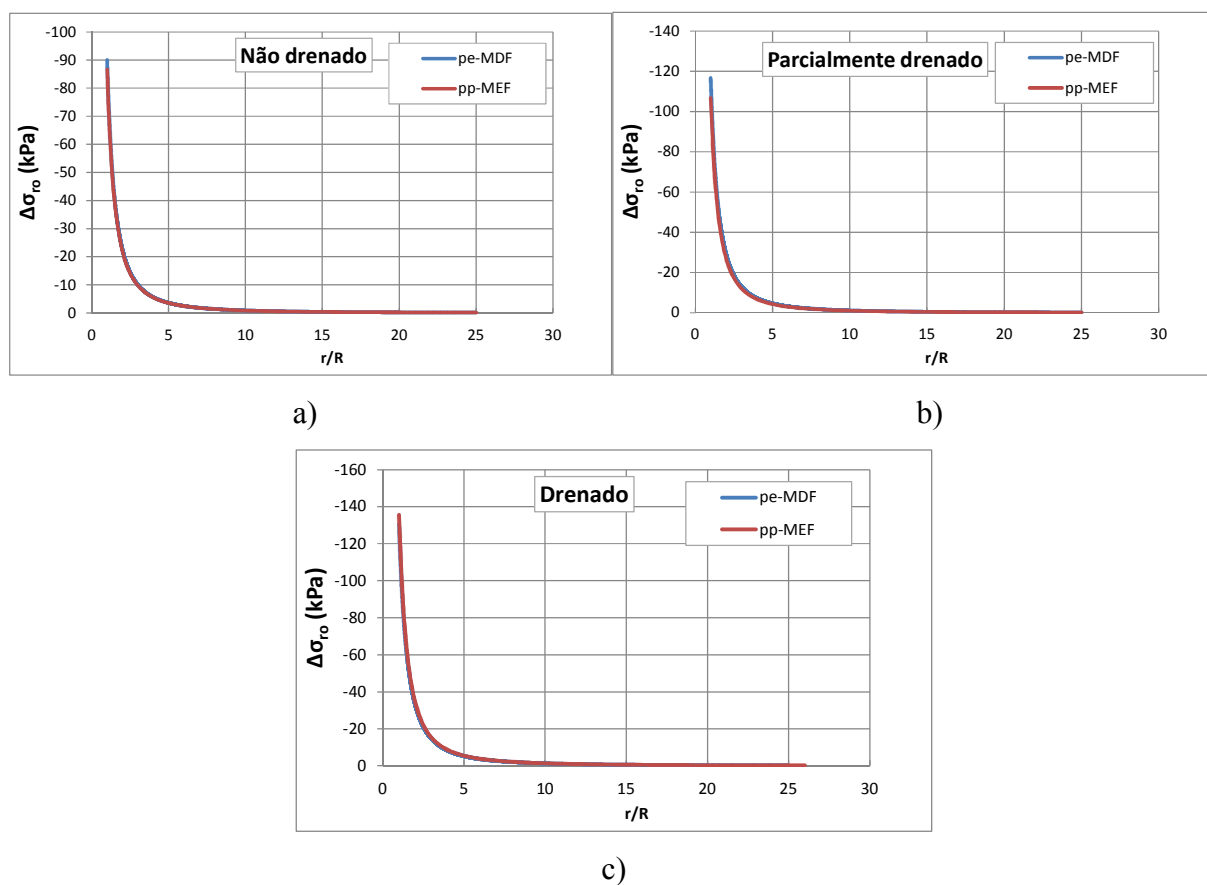 Não drenado
pe-MDF
pp-MEF
-100
-90
-80
-70
-60
-50
-40
-30
-20
-10
0
Δσro (kPa)
0 5 10 15 20 25 30
r/R
a)
Parcialmente drenado
pe-MDF
pp-MEF
-140
-120
-100
-80
-60
-40
-20
0
Δσro (kPa)
0 5 10 15 20 25 30
r/R
b)
Drenado
pe-MDF
pp-MEF
-160
-140
-120
-100
-80
-60
-40
-20
0
Δσro (kPa)
0 5 10 15 20 25 30
r/R
c)